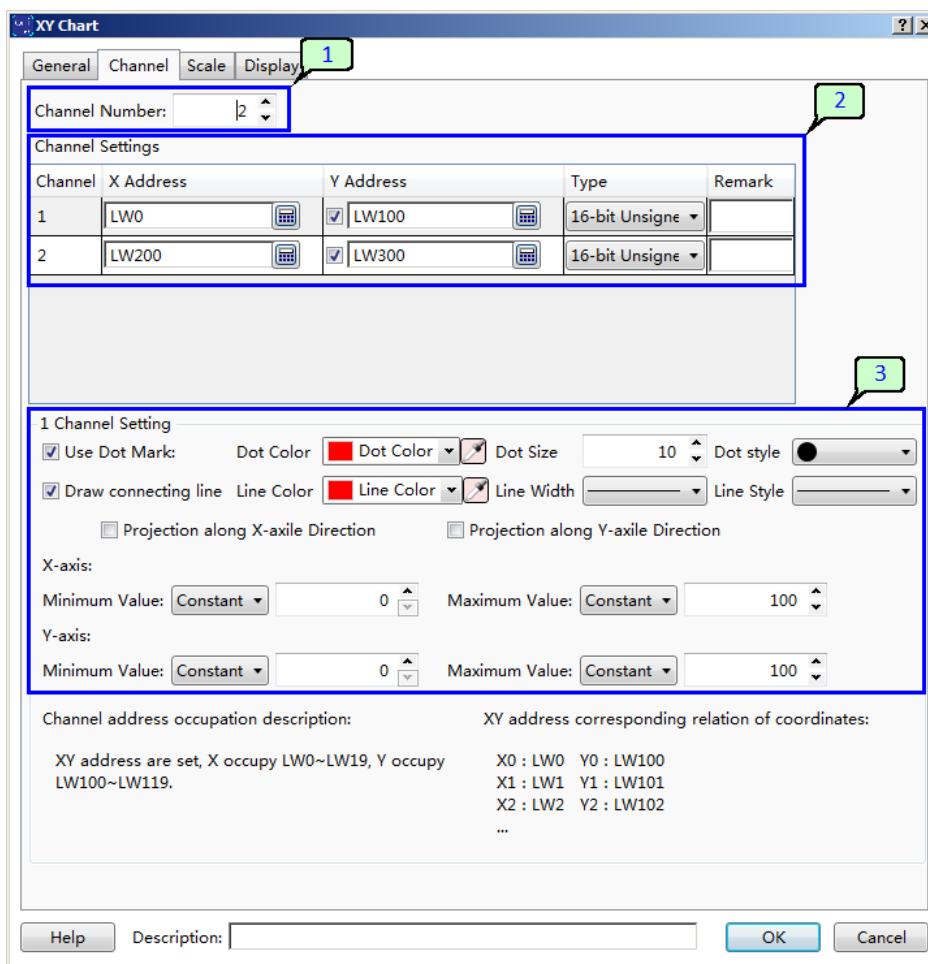 XY Chart
General Channel Scale Display 1
Channel Number: 2
2
Channel Settings
Channel X Address Y Address Type Remark
1 LW0 LW100 16-bit Unsigne
2 LW200 LW300 16-bit Unsigne
3
1 Channel Setting
Use Dot Mark: Dot Color Dot Color Dot Size 10 Dot style
Draw connecting line Line Color Line Color Line Width Line Style
Projection along X-axile Direction Projection along Y-axile Direction
X-axis:
Minimum Value: Constant 0 Maximum Value: Constant 100
Y-axis:
Minimum Value: Constant 0 Maximum Value: Constant 100
Channel address occupation description: XY address corresponding relation of coordinates:
XY address are set, X occupy LW0~LW19, Y occupy X0 : LW0 Y0 : LW100
LW100~LW119. X1 : LW1 Y1 : LW101
X2 : LW2 Y2 : LW102
...
Help Description: OK Cancel